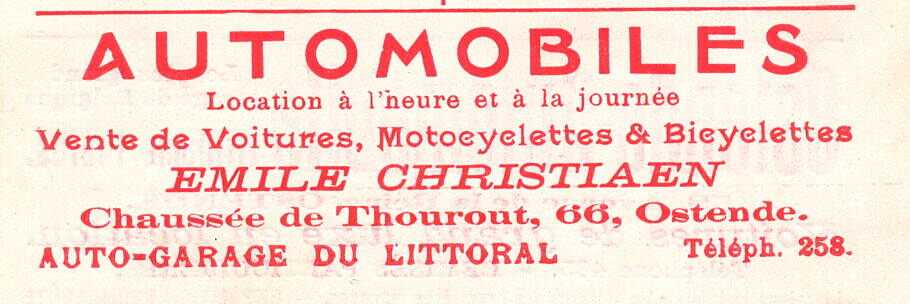 AUTOMOBILES
Location à l'heure et à la journée
Vente de Voitures, Motocyclettes & Bicyclettes
EMILE CHRISTIAEN
Chaussée de Thourout, 66, Ostende.
AUTO-GARAGE DU LITTORAL Téléph. 258.